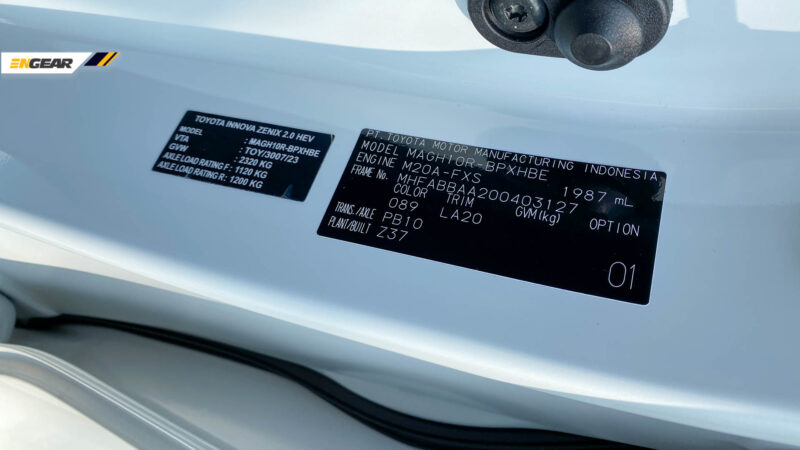 ENGEAR
TOYOTA INNOVA ZENIX 2.0 HEV
MODEL : MAGH10R-BPXHBE
VTA : TOY/3007/23
GVW : 2320 KG
AXLE LOAD RATING F : 1120 KG
AXLE LOAD RATING R : 1200 KG
PT. TOYOTA MOTOR MANUFACTURING INDONESIA
MODEL MAGH10R-BPXHBE
ENGINE M20A-FXS 1987 mL
FRAME No. MHFABBAA200403127
COLOR TRIM GVM(kg) OPTION
089 LA20
TRANS./AXLE PB10
PLANT/BUILT Z37
01